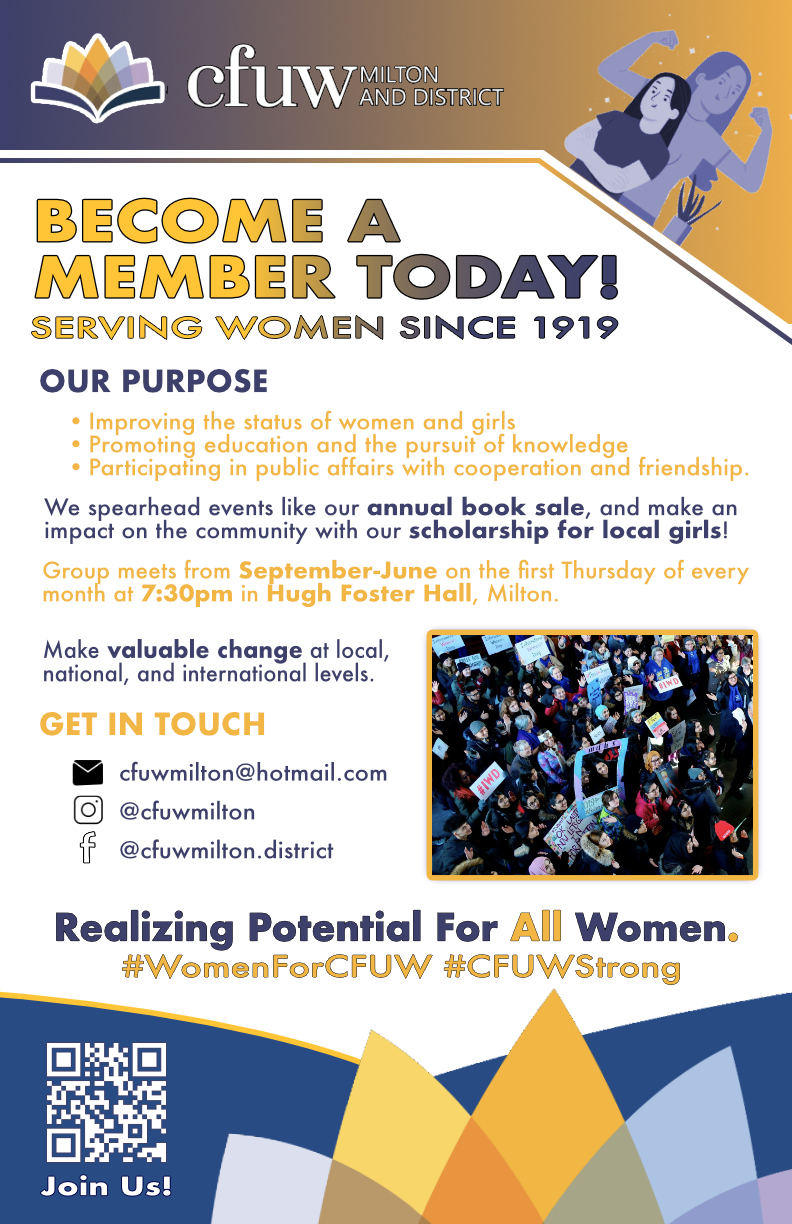 cfuw MILTON
AND DISTRICT
BECOME A
MEMBER TODAY!
SERVING WOMEN SINCE 1919
OUR PURPOSE
• Improving the status of women and girls
• Promoting education and the pursuit of knowledge
• Participating in public affairs with cooperation and friendship.
We spearhead events like our annual book sale, and make an
impact on the community with our scholarship for local girls!
Group meets from September-June on the first Thursday of every
month at 7:30pm in Hugh Foster Hall, Milton.
Make valuable change at local,
national, and international levels.
#IWD
#IWD
GET IN TOUCH
cfuwmilton@hotmail.com
@cfuwmilton
@cfuwmilton.district
Realizing Potential For All Women.
#WomenForCFUW #CFUWStrong
Join Us!